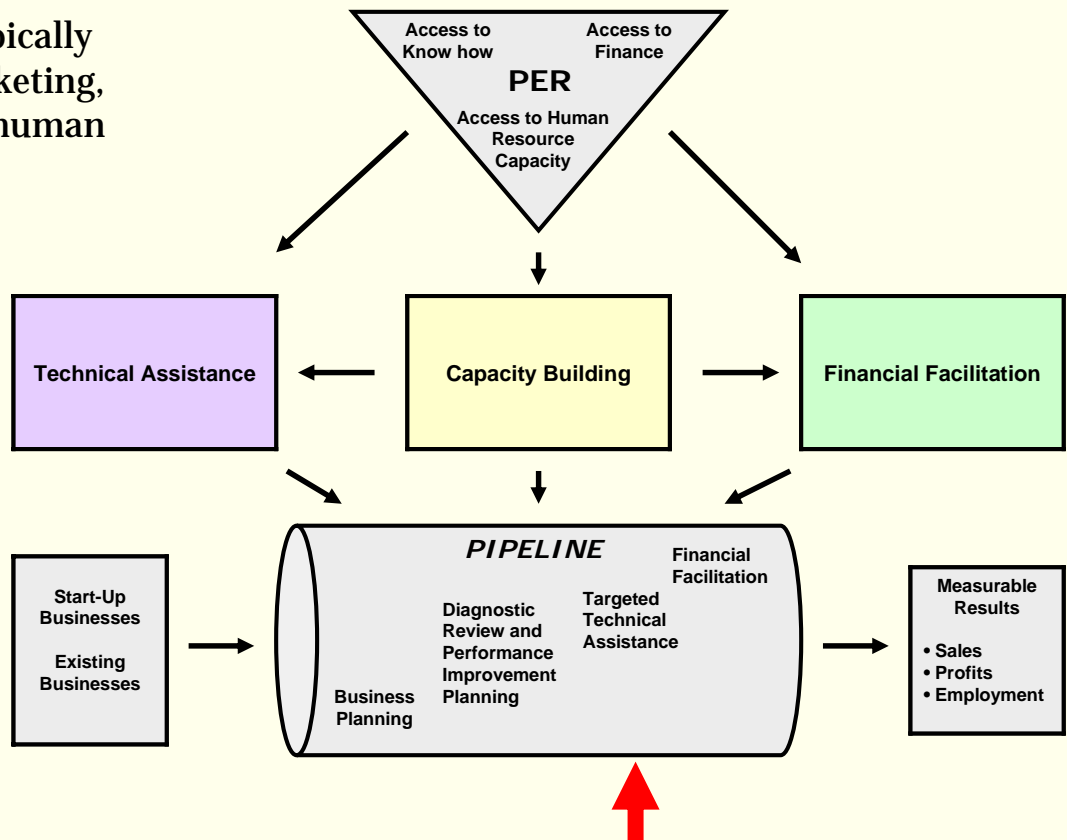 keting,
human
Access to
Know how
Access to
Finance
PER
Access to Human
Resource
Capacity
Technical Assistance
Capacity Building
Financial Facilitation
Start-Up
Businesses
Existing
Businesses
PIPELINE
Business
Planning
Diagnostic
Review and
Performance
Improvement
Planning
Targeted
Technical
Assistance
Financial
Facilitation
Measurable
Results
• Sales
• Profits
• Employment